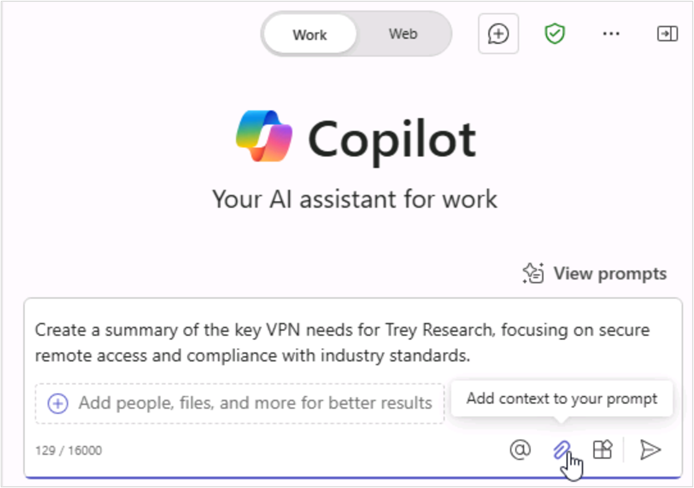 Work
Web
Copilot
Your AI assistant for work
View prompts
Create a summary of the key VPN needs for Trey Research, focusing on secure
remote access and compliance with industry standards.
Add people, files, and more for better results
Add context to your prompt
129 / 16000